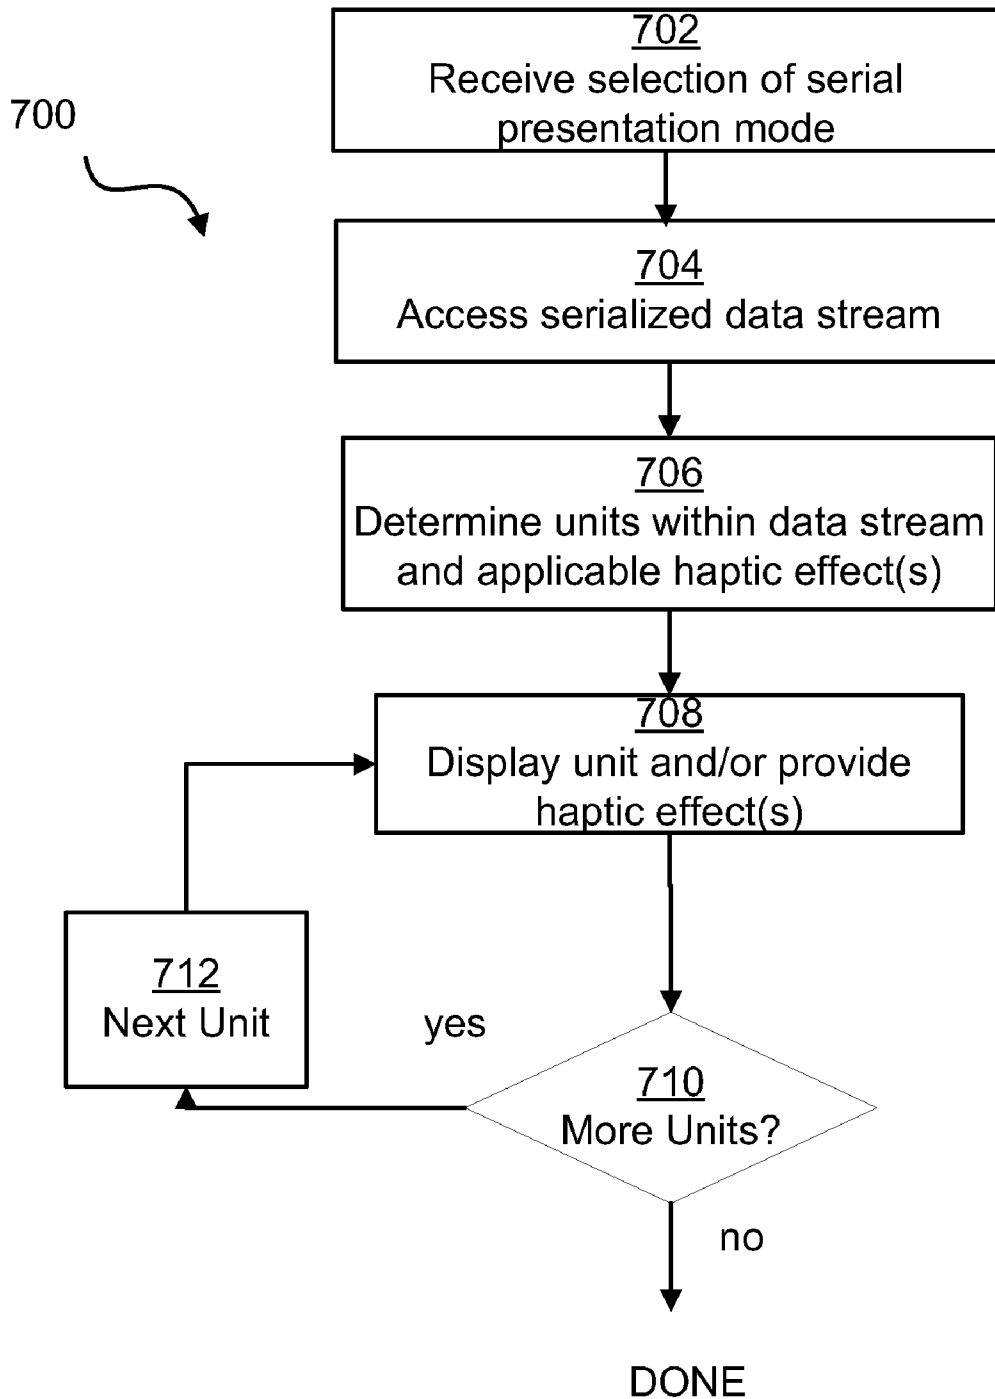 702
Receive selection of serial
presentation mode
700
704
Access serialized data stream
706
Determine units within data stream
and applicable haptic effect(s)
708
Display unit and/or provide
haptic effect(s)
712
Next Unit
yes
710
More Units?
no
DONE